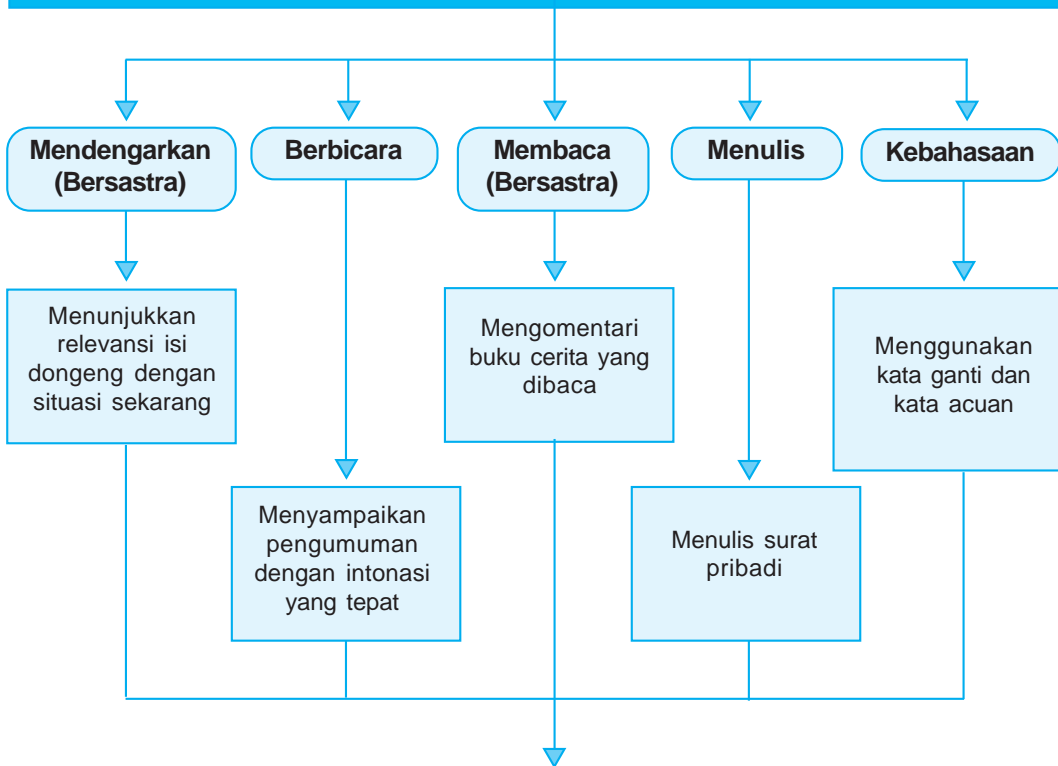 Mendengarkan
(Bersastra)
Berbicara
Membaca
(Bersastra)
Menulis
Kebahasaan
Menunjukkan
relevansi isi
dongeng dengan
situasi sekarang
Mengomentari
buku cerita yang
dibaca
Menggunakan
kata ganti dan
kata acuan
Menyampaikan
pengumuman
dengan intonasi
yang tepat
Menulis surat
pribadi